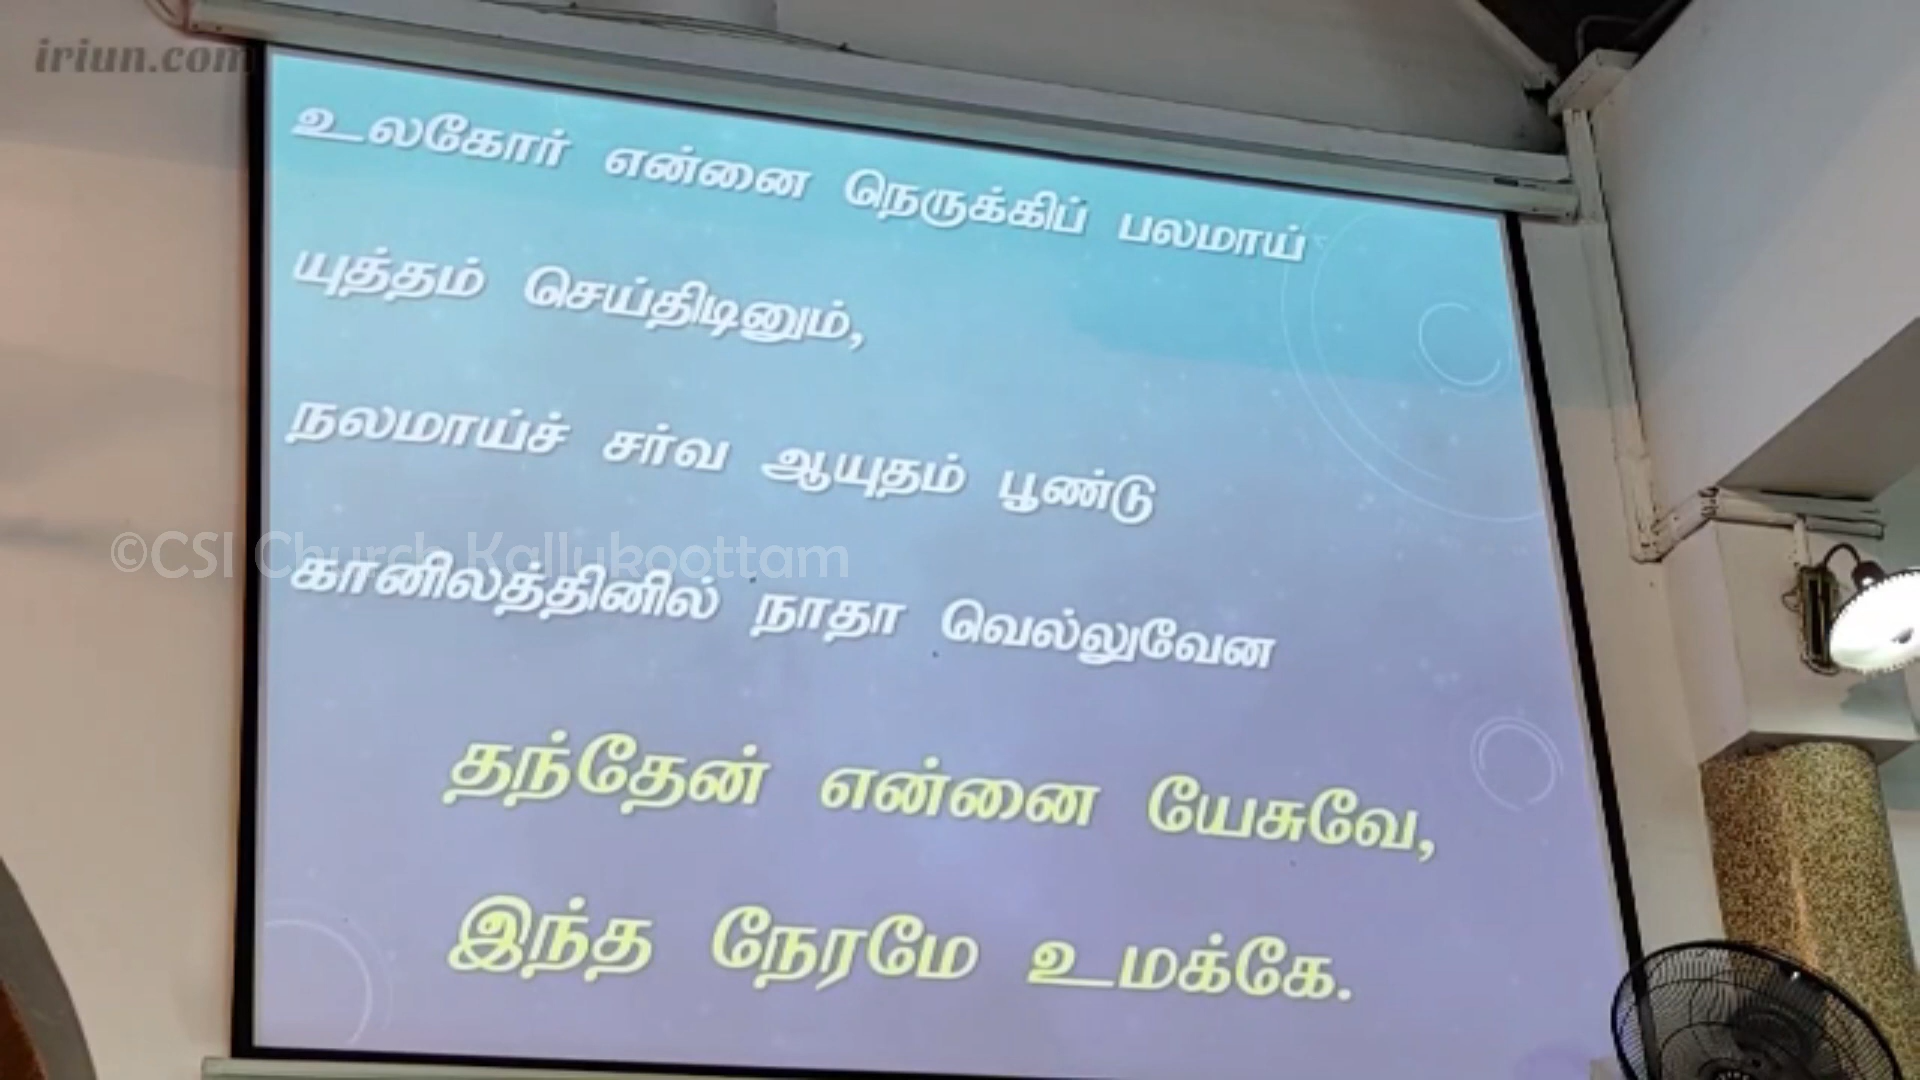 iriun.com
உலகோர் என்னை நெருக்கிப் பலமாய்
யுத்தம் செய்திடினும்,
நலமாய்ச் சர்வ ஆயுதம் பூண்டு
©CSI Church Kallukoottam
கானிலத்தினில் நாதா வெல்லுவேன
தந்தேன் என்னை யேசுவே,
இந்த நேரமே உமக்கே.